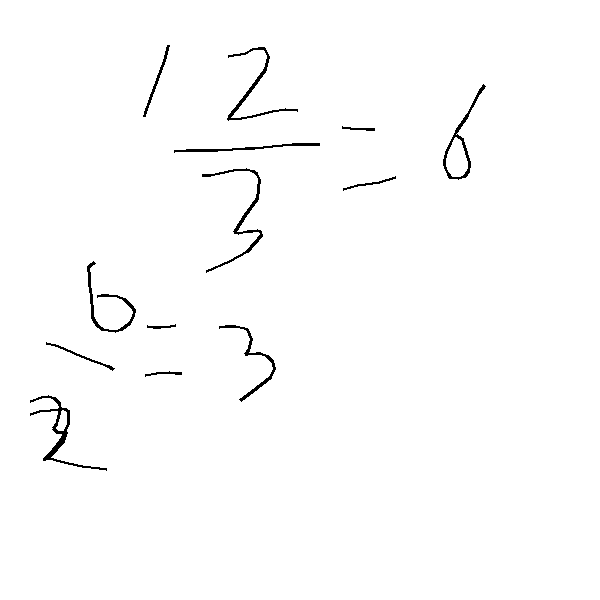 12/3 = 6
6/2 = 3